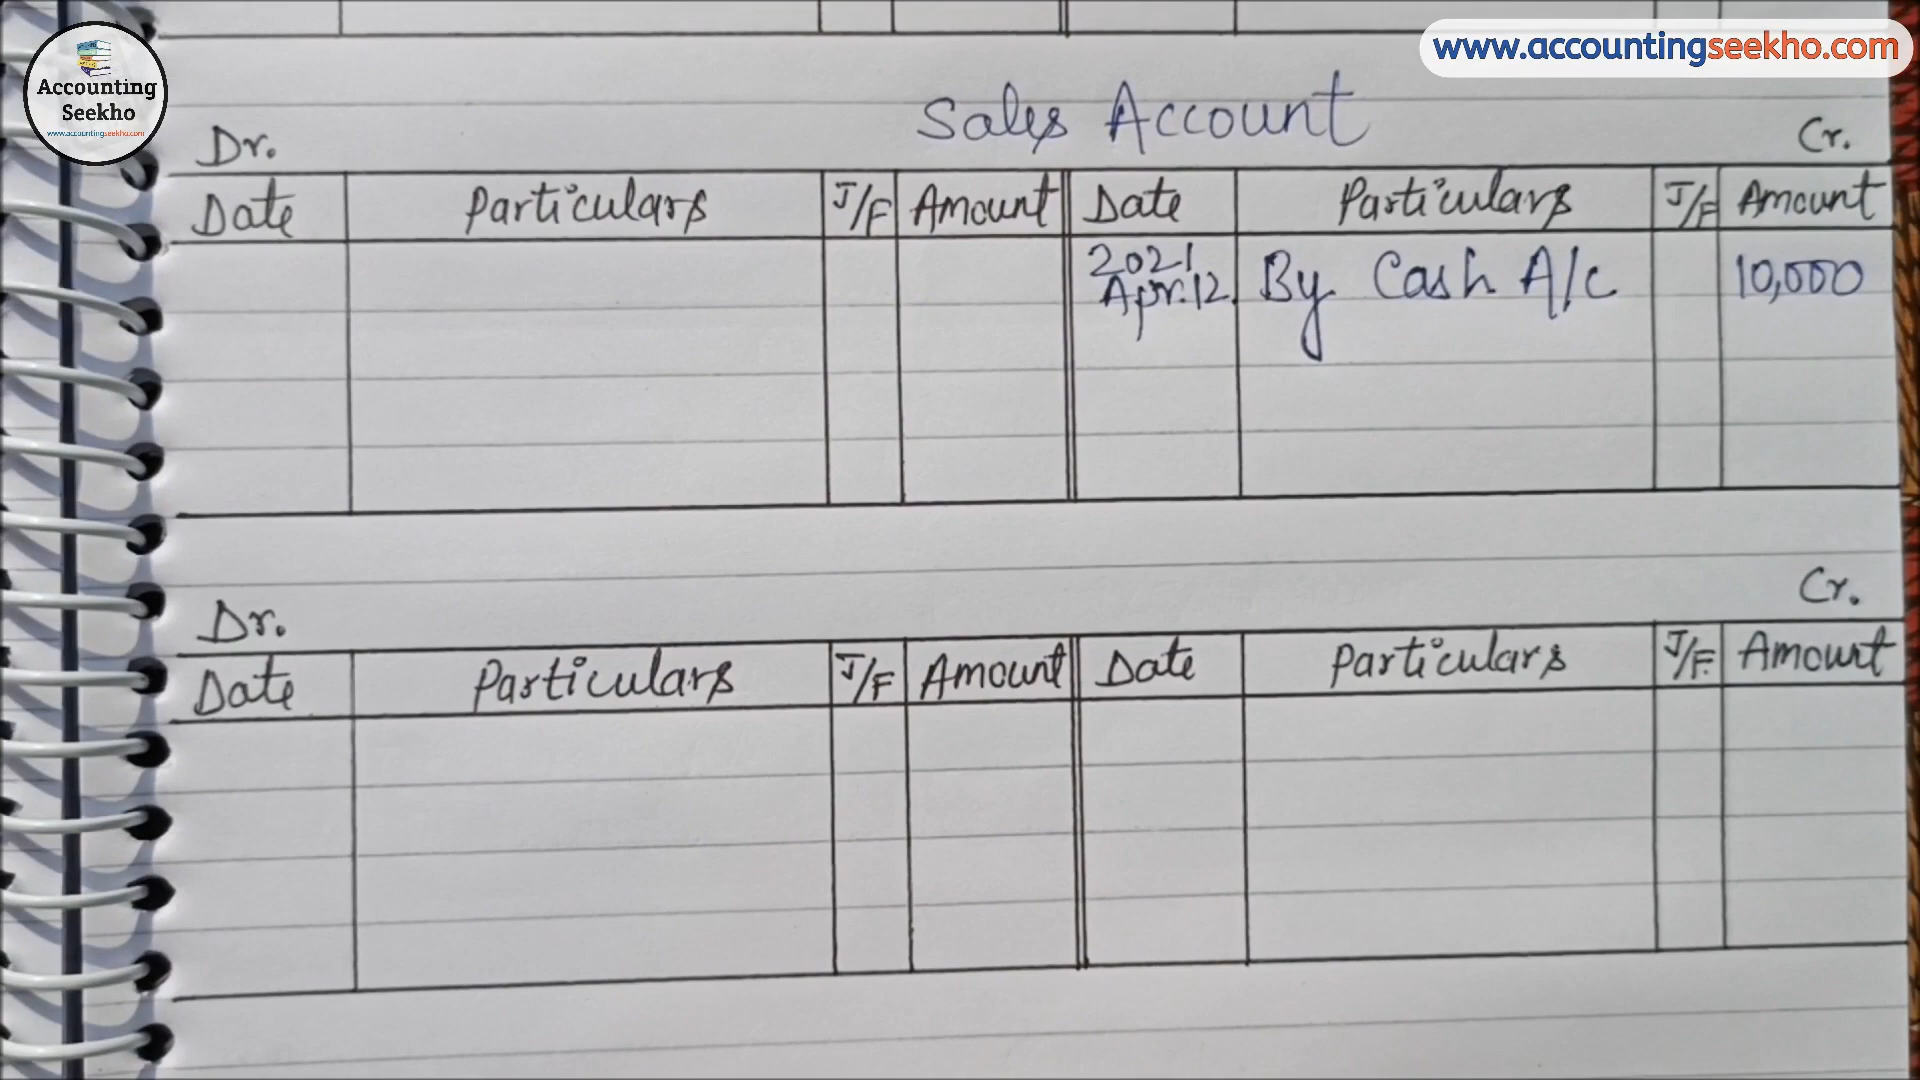 Accounting
Seekho
www.accountingseekho.com
www.accountingseekho.com
Sales Account
Dr. Cr.
Date Particulars J/F Amount Date Particulars J/F Amount
2021
Apr.12 By Cash A/c 10,000
Dr. Cr.
Date Particulars J/F Amount Date Particulars J/F. Amount